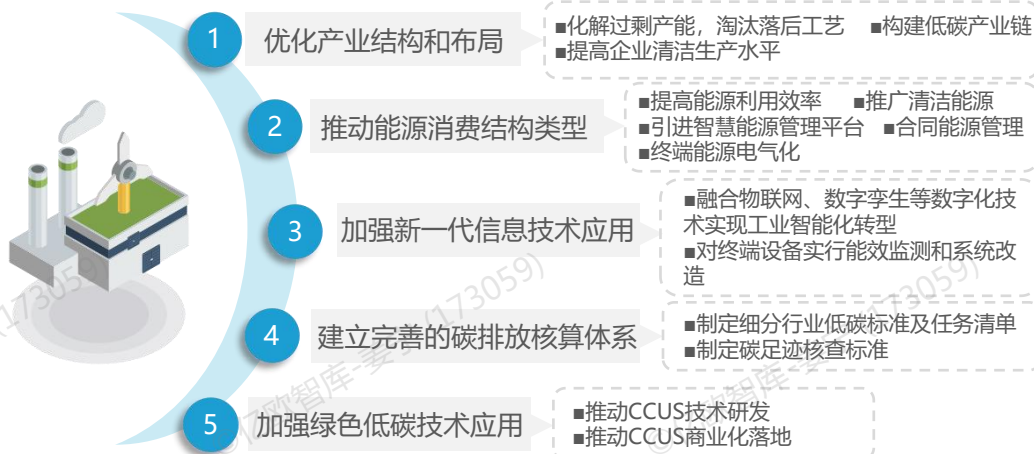 1
优化产业结构和布局
■化解过剩产能，淘汰落后工艺 ■构建低碳产业链
■提高企业清洁生产水平
2
推动能源消费结构类型
■提高能源利用效率 ■推广清洁能源
■引进智慧能源管理平台 ■合同能源管理
■终端能源电气化
3
加强新一代信息技术应用
■融合物联网、数字孪生等数字化技
术实现工业智能化转型
■对终端设备实行能效监测和系统改
造
4
建立完善的碳排放核算体系
■制定细分行业低碳标准及任务清单
■制定碳足迹核查标准
5
加强绿色低碳技术应用
■推动CCUS技术研发
■推动CCUS商业化落地